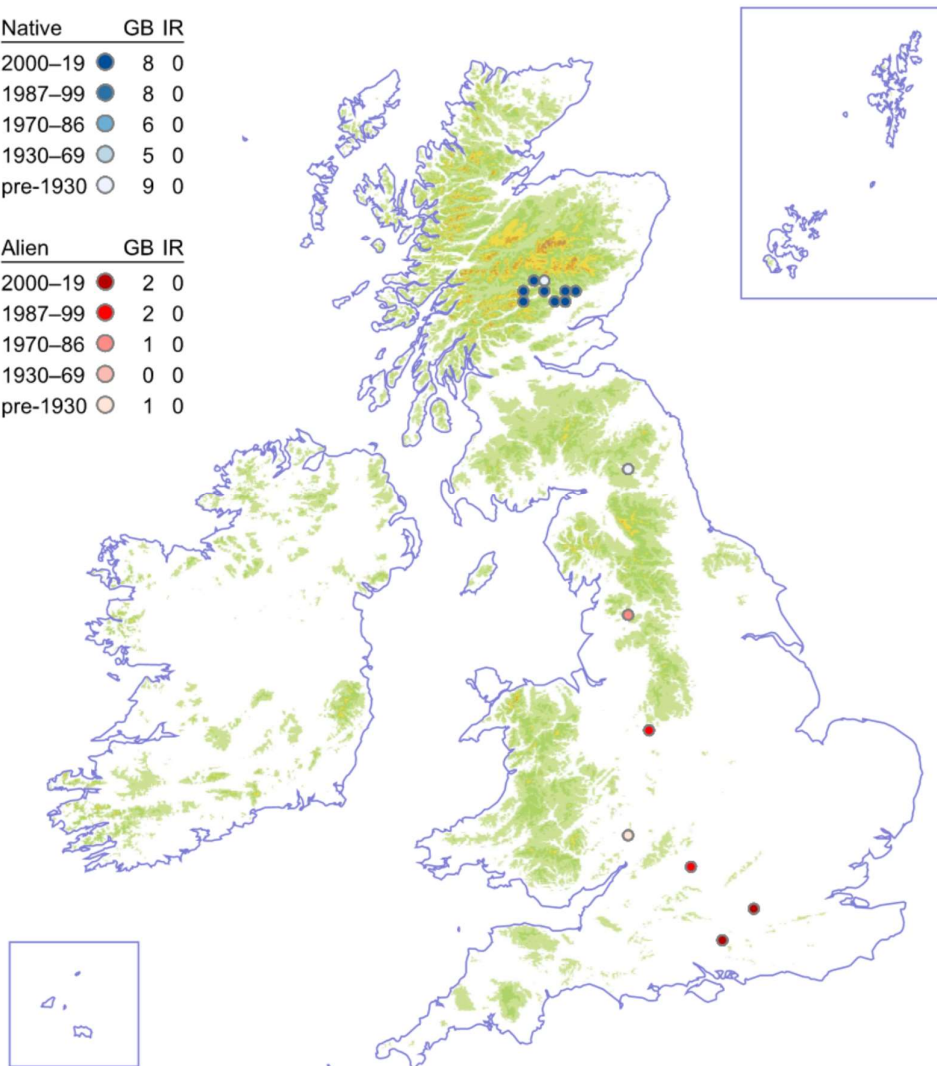 Native GB IR
2000–19 8 0
1987–99 8 0
1970–86 6 0
1930–69 5 0
pre-1930 9 0
Alien GB IR
2000–19 2 0
1987–99 2 0
1970–86 1 0
1930–69 0 0
pre-1930 1 0